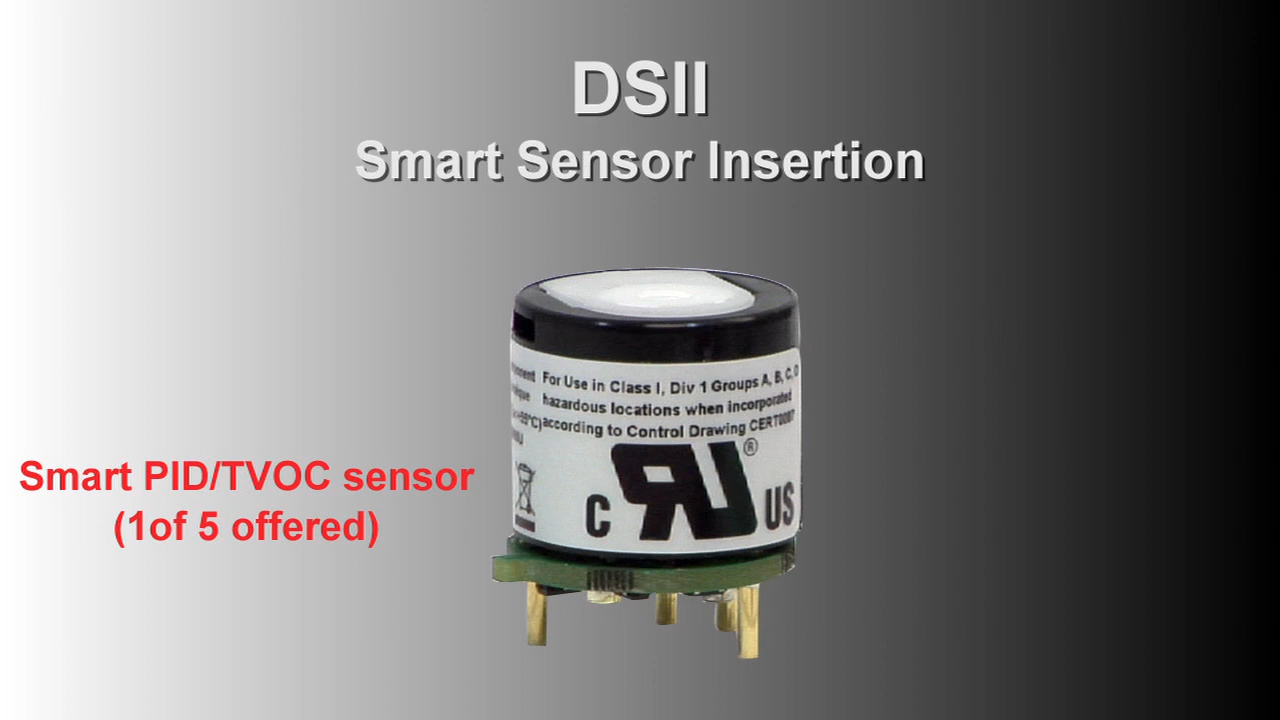 DSII
Smart Sensor Insertion
For Use in Class I, Div 1 Groups A, B, C, D
hazardous locations when incorporated
according to Control Drawing CERT0007
C US
®
Smart PID/TVOC sensor
(1of 5 offered)